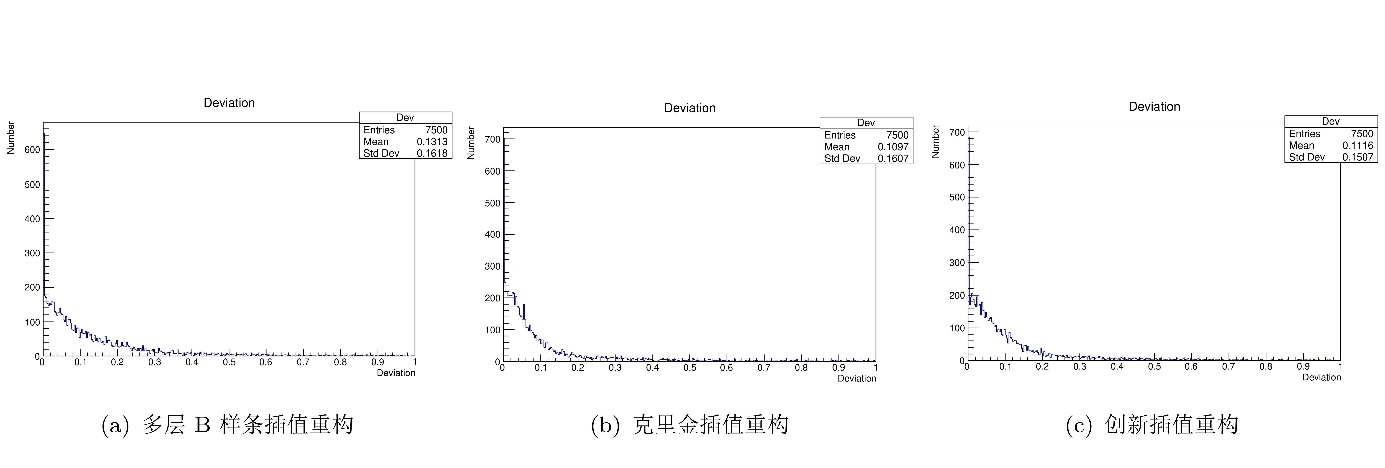 Deviation
Number
Dev
Entries 7500
Mean 0.1313
Std Dev 0.1618
600
500
400
300
200
100
0
0 0.1 0.2 0.3 0.4 0.5 0.6 0.7 0.8 0.9 1
Deviation
(a) 多层 B 样条插值重构
Deviation
Number
Dev
Entries 7500
Mean 0.1097
Std Dev 0.1607
700
600
500
400
300
200
100
0
0 0.1 0.2 0.3 0.4 0.5 0.6 0.7 0.8 0.9 1
Deviation
(b) 克里金插值重构
Deviation
Number
Dev
Entries 7500
Mean 0.1116
Std Dev 0.1507
700
600
500
400
300
200
100
0
0 0.1 0.2 0.3 0.4 0.5 0.6 0.7 0.8 0.9 1
Deviation
(c) 创新插值重构